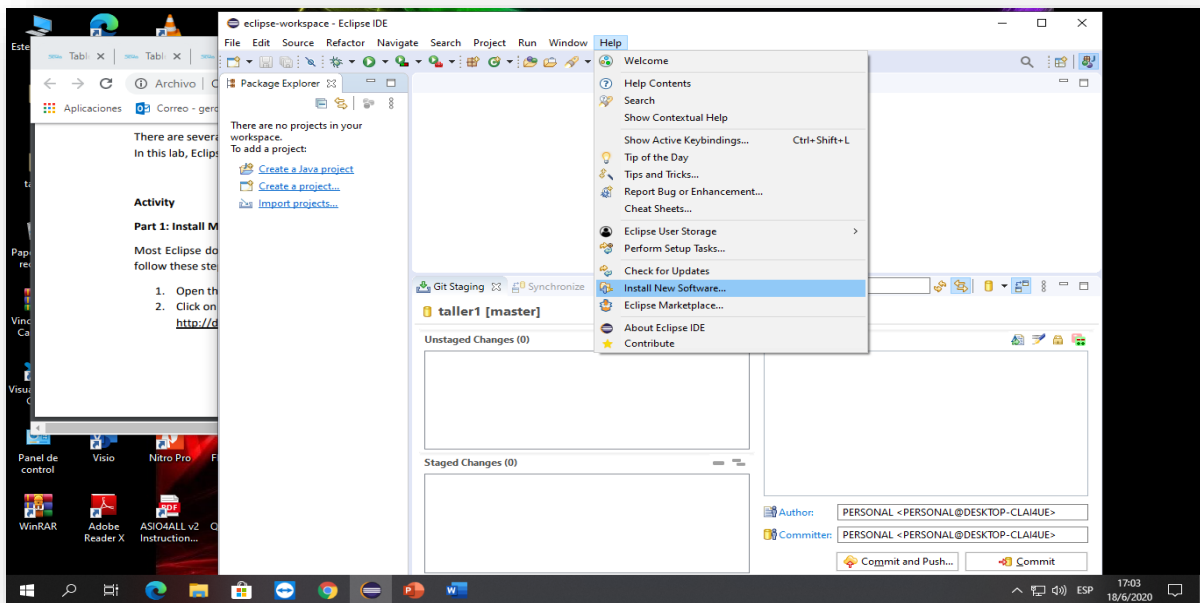 eclipse-workspace - Eclipse IDE
File Edit Source Refactor Navigate Search Project Run Window Help
Archivo
Aplicaciones
Correo -
There are
In this lab,
Activity
Part 1: Install
Most Eclipse
follow these
1. Open
2. Click on
Package Explorer
There are no projects in your
workspace.
To add a project:
Create a Java project
Create a project...
Import projects...
Welcome
Help Contents
Search
Show Contextual Help
Show Active Keybindings... Ctrl+Shift+L
Tip of the Day
Tips and Tricks...
Report Bug or Enhancement...
Cheat Sheets...
Eclipse User Storage
Perform Setup Tasks...
Check for Updates
Install New Software...
Eclipse Marketplace...
About Eclipse IDE
Contribute
Git Staging Synchronize
taller1 [master]
Unstaged Changes (0)
Staged Changes (0)
Author: PERSONAL <PERSONAL@DESKTOP-CLAI4UE>
Committer: PERSONAL <PERSONAL@DESKTOP-CLAI4UE>
Commit and Push... Commit
Panel de
control
Visio
Nitro Pro
WinRAR
Adobe
Reader X
ASIO4ALL v2
Instruction...
ESP
17:03
18/6/2020